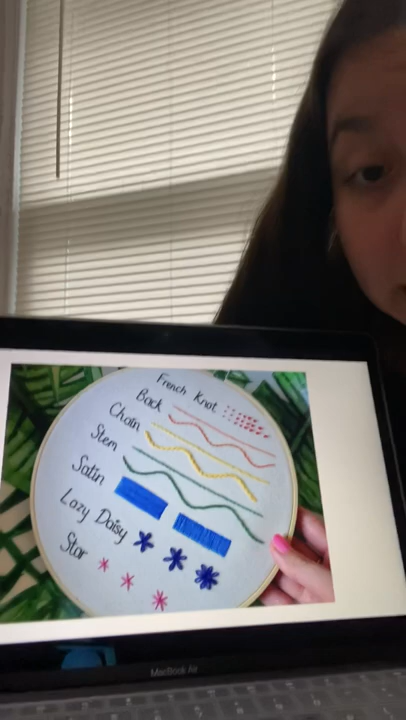 French Knot
Back
Chain
Stem
Satin
Lazy Daisy
Star
MacBook Air